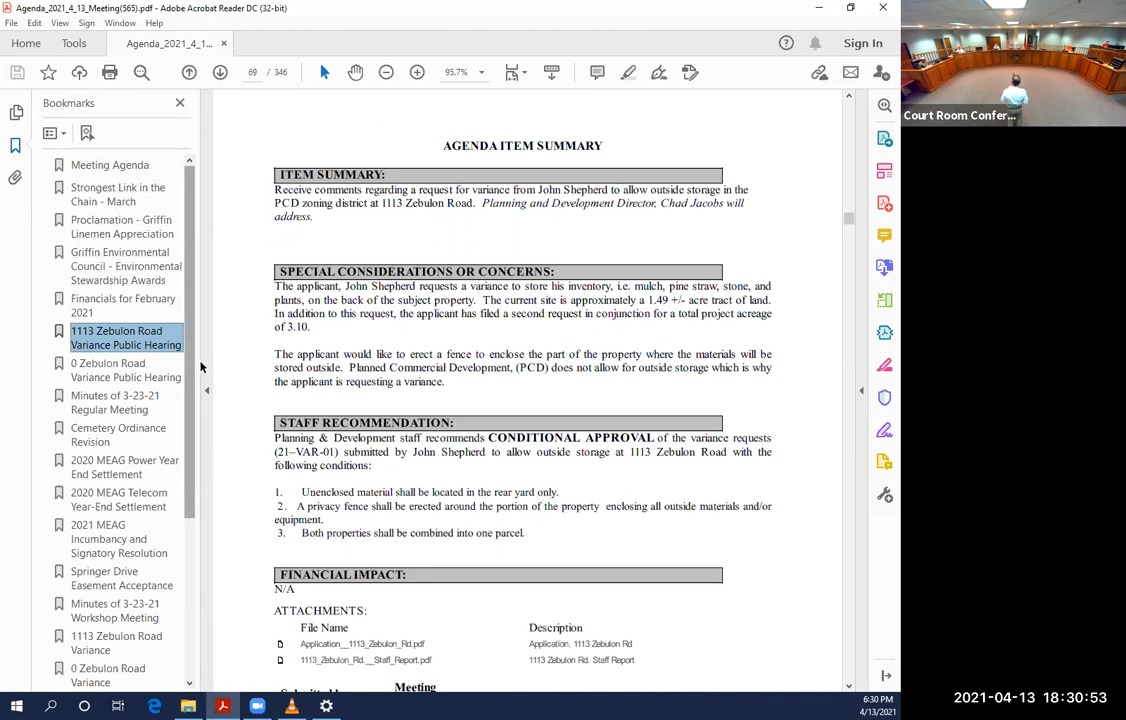 Agenda_2021_4_13_Meeting(565).pdf - Adobe Acrobat Reader DC (32-bit)
File Edit View Sign Window Help
Home Tools Agenda_2021_4_1... × Sign In
69 / 346 95.7%
Bookmarks
Meeting Agenda
Strongest Link in the
Chain - March
Proclamation - Griffin
Linemen Appreciation
Griffin Environmental
Council - Environmental
Stewardship Awards
Financials for February
2021
1113 Zebulon Road
Variance Public Hearing
0 Zebulon Road
Variance Public Hearing
Minutes of 3-23-21
Regular Meeting
Cemetery Ordinance
Revision
2020 MEAG Power Year
End Settlement
2020 MEAG Telecom
Year-End Settlement
2021 MEAG
Incumbancy and
Signatory Resolution
Springer Drive
Easement Acceptance
Minutes of 3-23-21
Workshop Meeting
1113 Zebulon Road
Variance
0 Zebulon Road
Variance
AGENDA ITEM SUMMARY
ITEM SUMMARY:
Receive comments regarding a request for variance from John Shepherd to allow outside storage in the
PCD zoning district at 1113 Zebulon Road. Planning and Development Director, Chad Jacobs will
address.
SPECIAL CONSIDERATIONS OR CONCERNS:
The applicant, John Shepherd requests a variance to store his inventory, i.e. mulch, pine straw, stone, and
plants, on the back of the subject property. The current site is approximately a 1.49 +/- acre tract of land.
In addition to this request, the applicant has filed a second request in conjunction for a total project acreage
of 3.10.
The applicant would like to erect a fence to enclose the part of the property where the materials will be
stored outside. Planned Commercial Development, (PCD) does not allow for outside storage which is why
the applicant is requesting a variance.
STAFF RECOMMENDATION:
Planning & Development staff recommends CONDITIONAL APPROVAL of the variance requests
(21–VAR-01) submitted by John Shepherd to allow outside storage at 1113 Zebulon Road with the
following conditions:
1. Unenclosed material shall be located in the rear yard only.
2. A privacy fence shall be erected around the portion of the property enclosing all outside materials and/or
equipment.
3. Both properties shall be combined into one parcel.
FINANCIAL IMPACT:
N/A
ATTACHMENTS:
File Name Description
Application__1113_Zebulon_Rd.pdf Application, 1113 Zebulon Rd
1113_Zebulon_Rd.__Staff_Report.pdf 1113 Zebulon Rd. Staff Report
Meeting
Court Room Confer...
6:30 PM
4/13/2021
2021-04-13 18:30:53